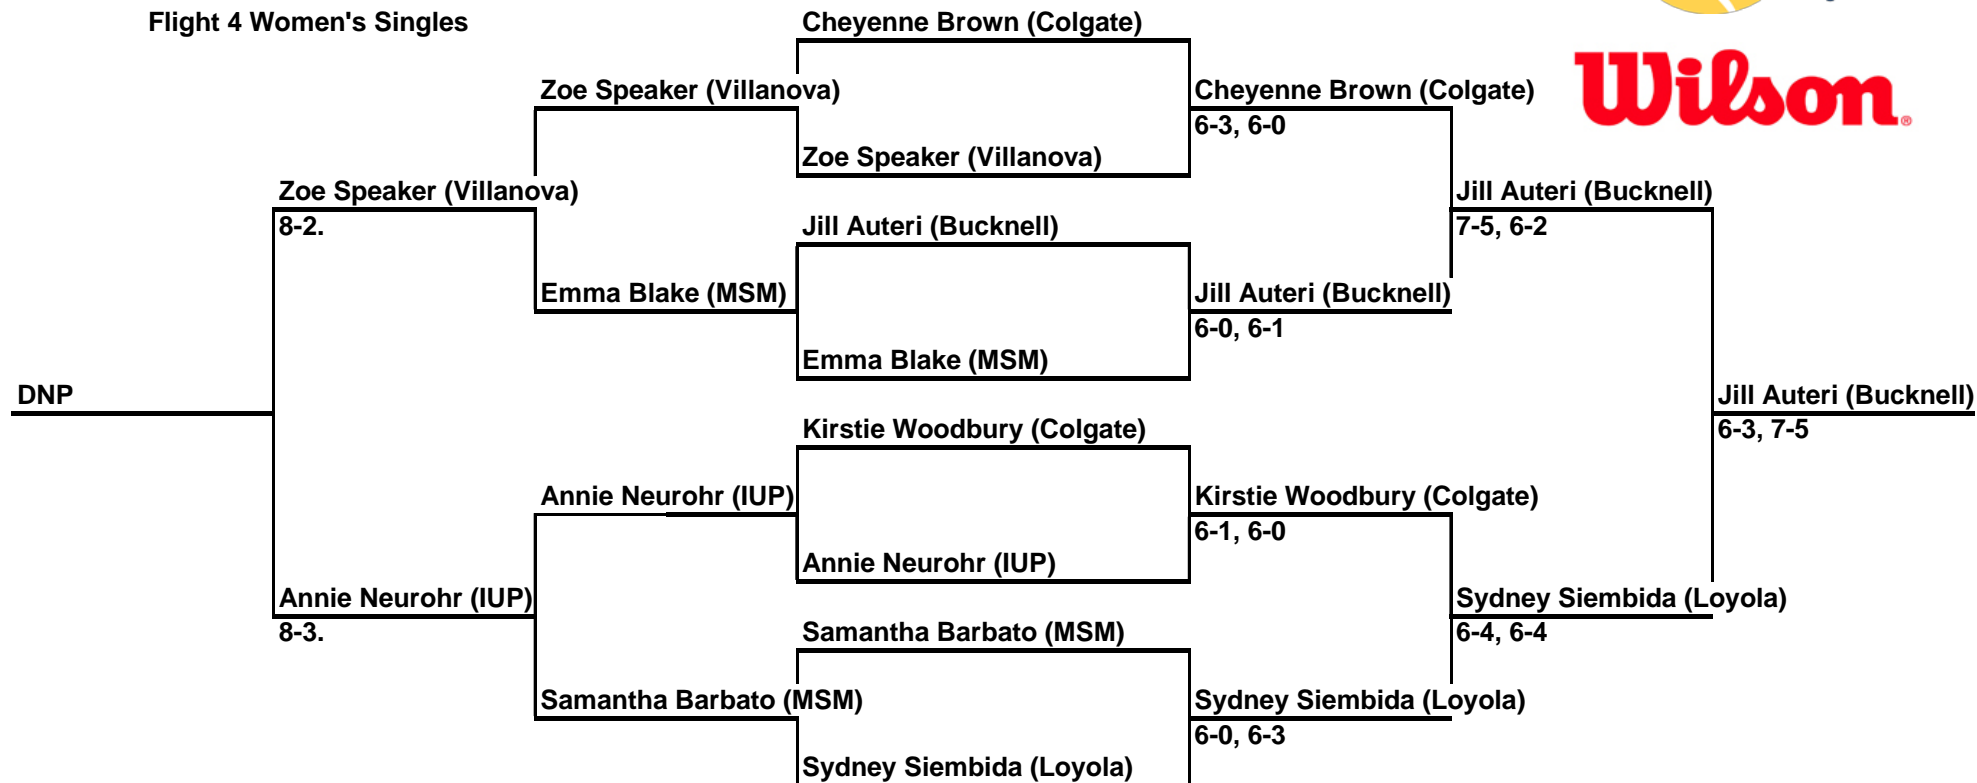 Flight 4 Women's Singles
Cheyenne Brown (Colgate)
Wilson®
Zoe Speaker (Villanova)
Cheyenne Brown (Colgate)
6-3, 6-0
Zoe Speaker (Villanova)
Zoe Speaker (Villanova)
Jill Auteri (Bucknell)
8-2.
Jill Auteri (Bucknell)
7-5, 6-2
Emma Blake (MSM)
Jill Auteri (Bucknell)
6-0, 6-1
Emma Blake (MSM)
DNP
Jill Auteri (Bucknell)
Kirstie Woodbury (Colgate)
6-3, 7-5
Annie Neurohr (IUP)
Kirstie Woodbury (Colgate)
6-1, 6-0
Annie Neurohr (IUP)
Annie Neurohr (IUP)
Sydney Siembida (Loyola)
8-3.
Samantha Barbato (MSM)
6-4, 6-4
Samantha Barbato (MSM)
Sydney Siembida (Loyola)
6-0, 6-3
Sydney Siembida (Loyola)